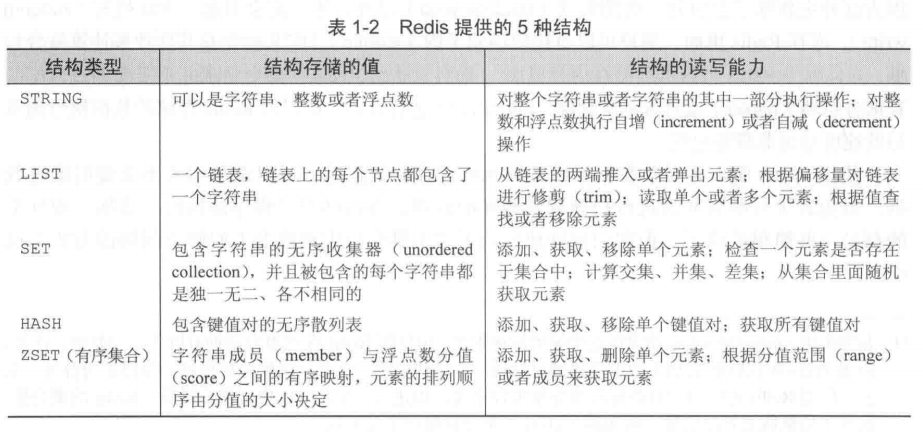 表 1-2 Redis 提供的 5 种结构
结构类型 结构存储的值 结构的读写能力
STRING 可以是字符串、整数或者浮点数 对整个字符串或者字符串的其中一部分执行操作；对整
数和浮点数执行自增（increment）或者自减（decrement）
操作
LIST 一个链表，链表上的每个节点都包含了 从链表的两端推入或者弹出元素；根据偏移量对链表
一个字符串 进行修剪（trim）；读取单个或者多个元素；根据值查
找或者移除元素
SET 包含字符串的无序收集器（unordered 添加、获取、移除单个元素；检查一个元素是否存在
collection），并且被包含的每个字符串都 于集合中；计算交集、并集、差集；从集合里面随机
是独一无二、各不相同的 获取元素
HASH 包含键值对的无序散列表 添加、获取、移除单个键值对；获取所有键值对
ZSET（有序集合） 字符串成员（member）与浮点数分值 添加、获取、删除单个元素；根据分值范围（range）
（score）之间的有序映射，元素的排列顺 或者成员来获取元素
序由分值的大小决定